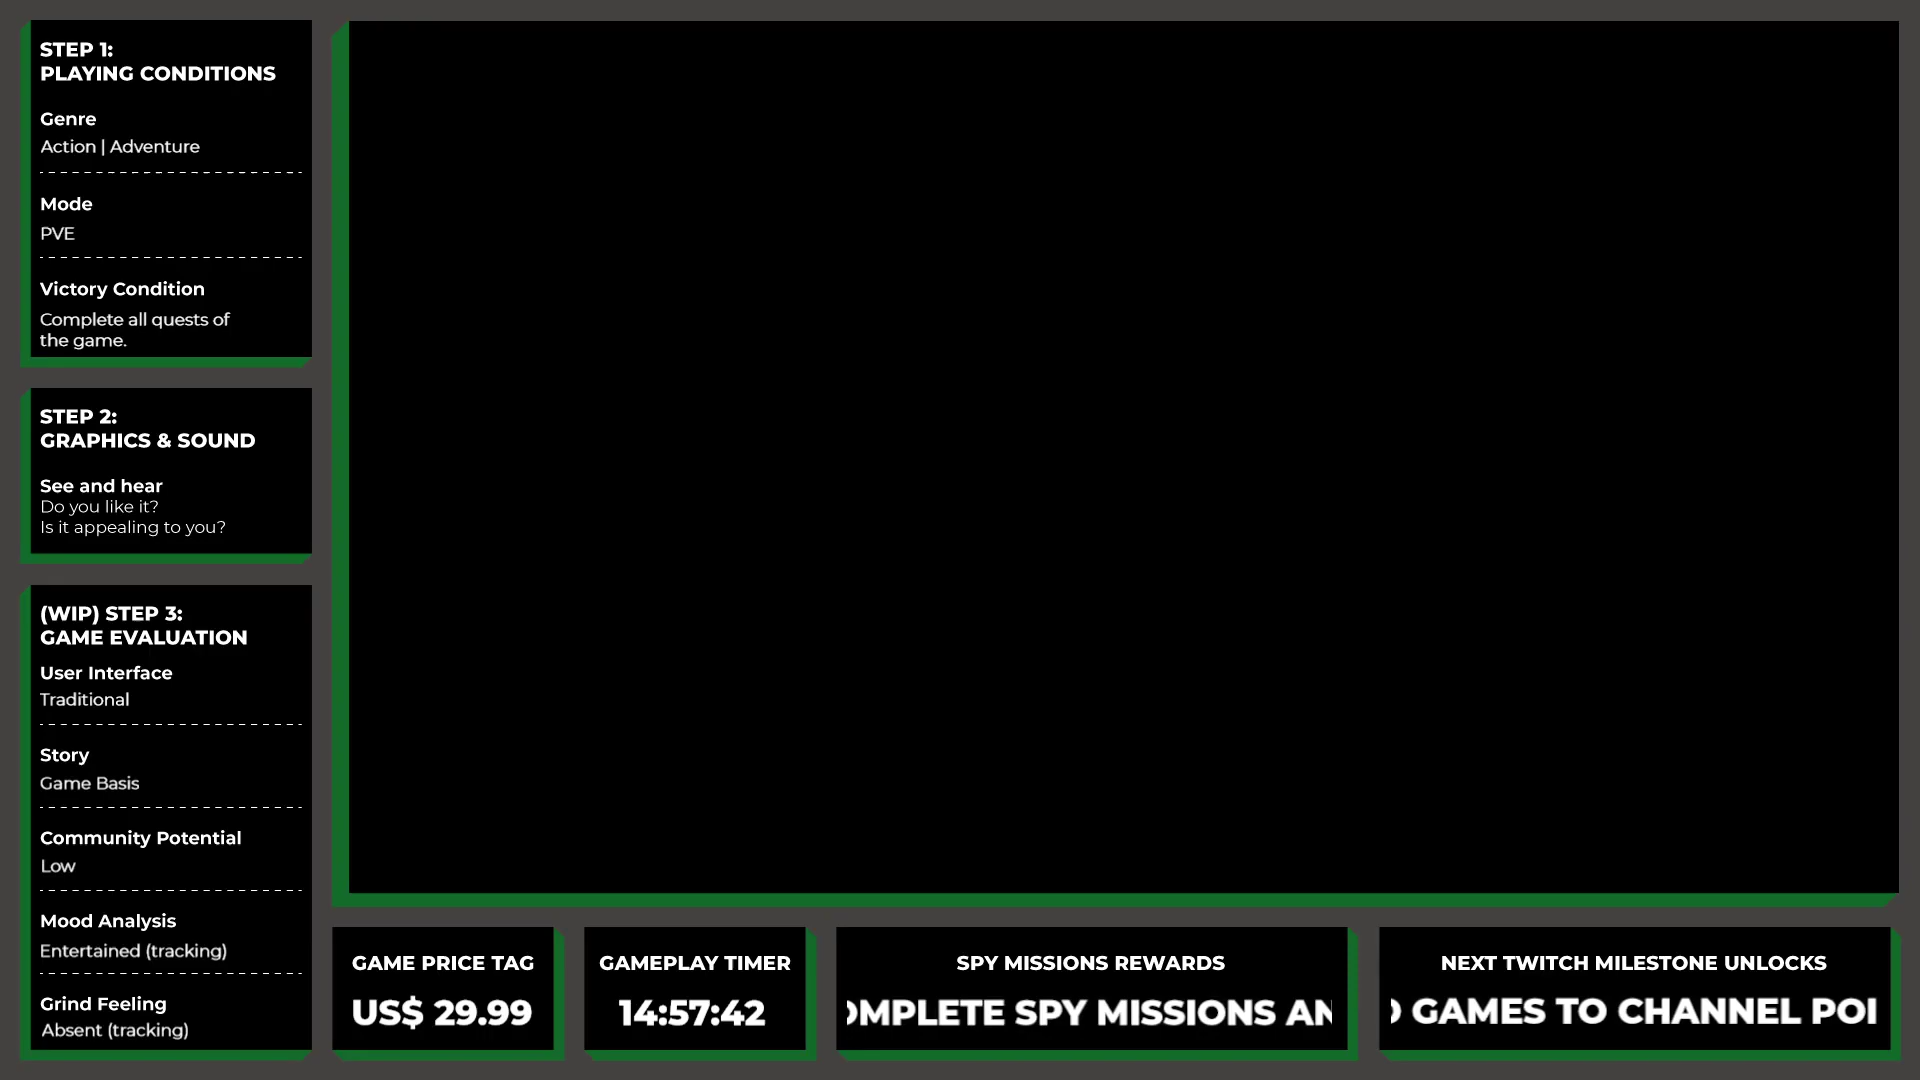 STEP 1:
PLAYING CONDITIONS
Genre
Action | Adventure
Mode
PVE
Victory Condition
Complete all quests of
the game.
STEP 2:
GRAPHICS & SOUND
See and hear
Do you like it?
Is it appealing to you?
(WIP) STEP 3:
GAME EVALUATION
User Interface
Traditional
Story
Game Basis
Community Potential
Low
Mood Analysis
Entertained (tracking)
Grind Feeling
Absent (tracking)
GAME PRICE TAG
US$ 29.99
GAMEPLAY TIMER
14:57:42
SPY MISSIONS REWARDS
OMPLETE SPY MISSIONS AN
NEXT TWITCH MILESTONE UNLOCKS
GAMES TO CHANNEL POI